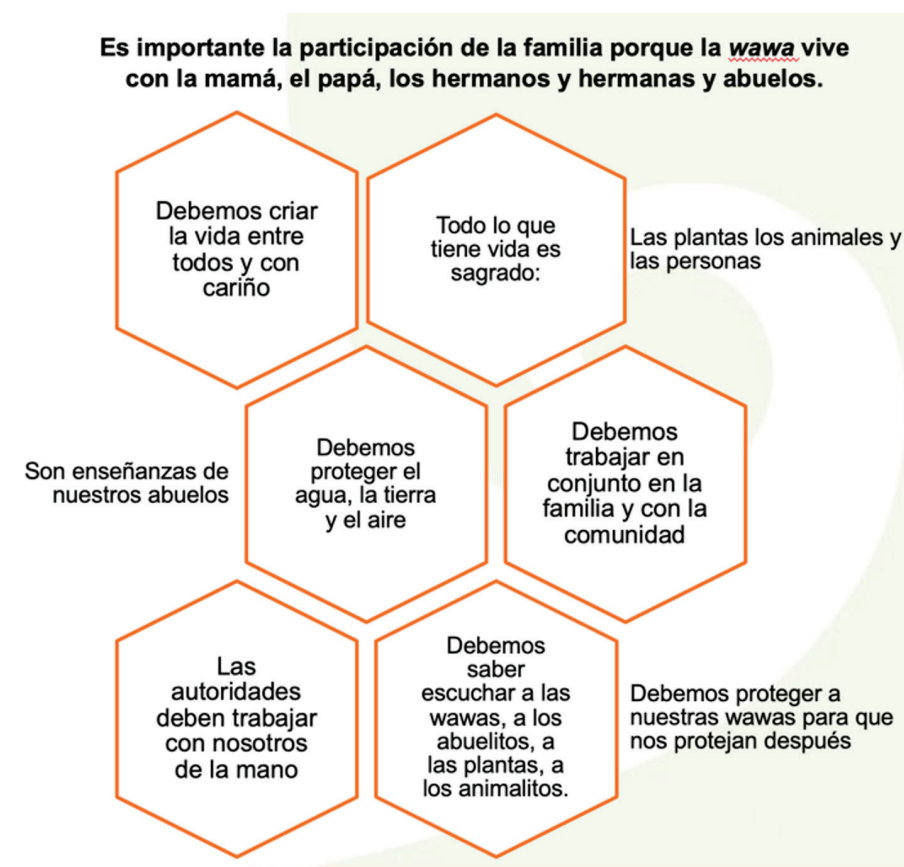 Es importante la participación de la familia porque la wawa vive
con la mamá, el papá, los hermanos y hermanas y abuelos.
Debemos criar
la vida entre
todos y con
cariño
Todo lo que
tiene vida es
sagrado:
Las plantas los animales y
las personas
Son enseñanzas de
nuestros abuelos
Debemos
proteger el
agua, la tierra
y el aire
Debemos
trabajar en
conjunto en la
familia y con la
comunidad
Las
autoridades
deben trabajar
con nosotros
de la mano
Debemos
saber
escuchar a las
wawas, a los
abuelitos, a
las plantas, a
los animalitos.
Debemos proteger a
nuestras wawas para que
nos protejan después